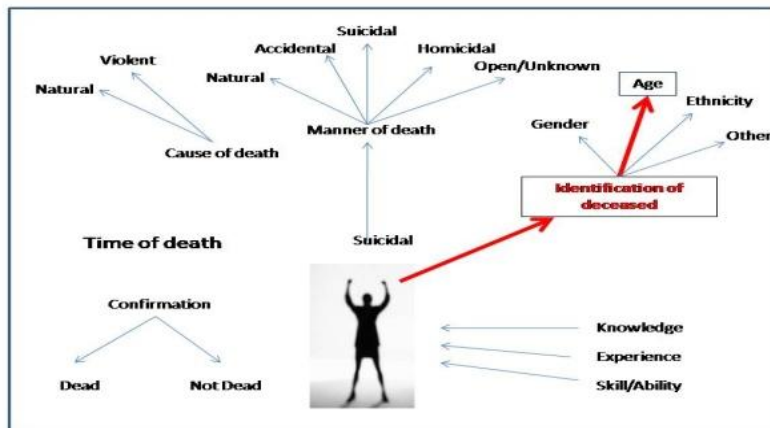 Suicidal
Accidental
Homicidal
Violent
Natural
Open/Unknown
Natural
Age
Ethnicity
Gender
Manner of death
Other
Cause of death
Identification of
deceased
Time of death
Suicidal
Confirmation
Knowledge
Experience
Dead
Not Dead
Skill/Ability